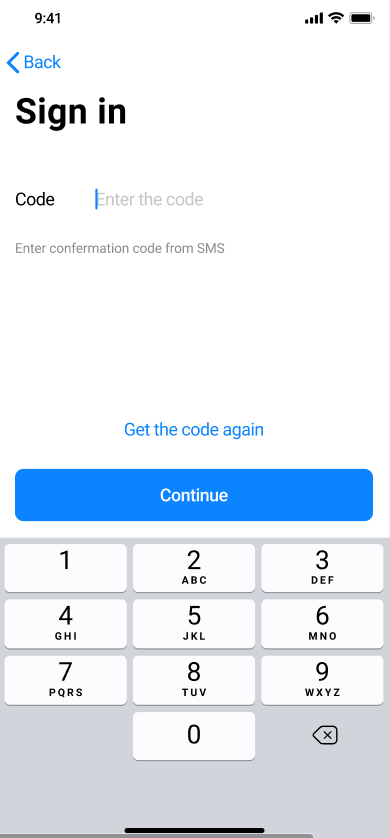 9:41
Back
Sign in
Code Enter the code
Enter confermation code from SMS
Get the code again
Continue
1 2 3
ABC DEF
4 5 6
GHI JKL MNO
7 8 9
PQRS TUV WXYZ
0